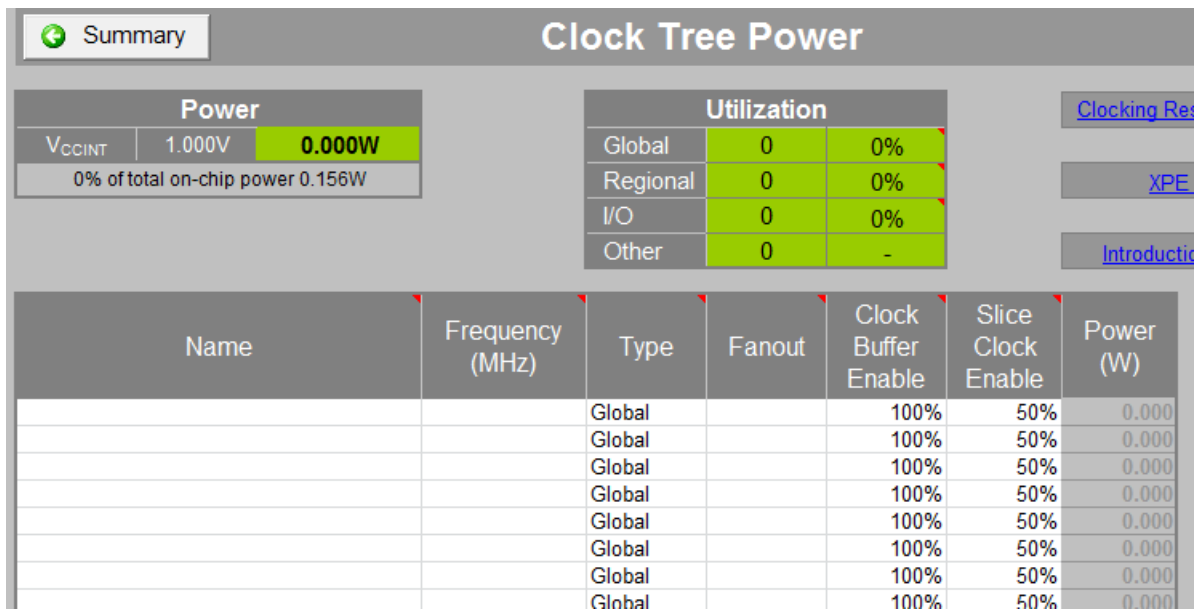 Summary
Clock Tree Power
Power
VCCINT 1.000V 0.000W
0% of total on-chip power 0.156W
Utilization
Global 0 0%
Regional 0 0%
I/O 0 0%
Other 0 -
Clocking Res
XPE
Introductio
Name
Frequency
(MHz)
Type
Fanout
Clock
Buffer
Enable
Slice
Clock
Enable
Power
(W)
Global 100% 50% 0.000
Global 100% 50% 0.000
Global 100% 50% 0.000
Global 100% 50% 0.000
Global 100% 50% 0.000
Global 100% 50% 0.000
Global 100% 50% 0.000
Global 100% 50% 0.000